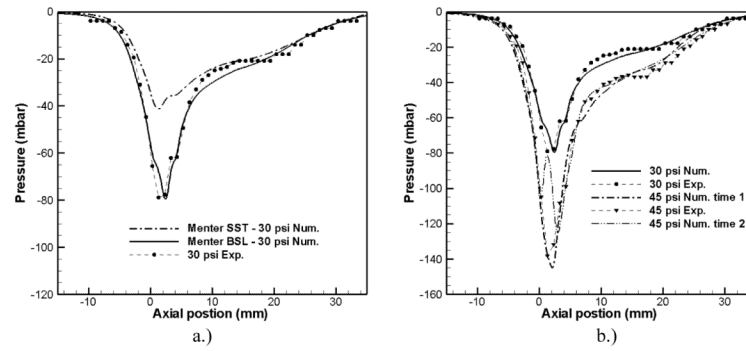 0
-20
-40
-60
-80
-100
-120
Pressure (mbar)
Menter SST - 30 psi Num.
Menter BSL - 30 psi Num.
30 psi Exp.
-10 0 10 20 30
Axial postion (mm)
a.)
0
-20
-40
-60
-80
-100
-120
-140
-160
Pressure (mbar)
30 psi Num.
30 psi Exp.
45 psi Num. time 1
45 psi Exp.
45 psi Num. time 2
-10 0 10 20 30
Axial postion (mm)
b.)